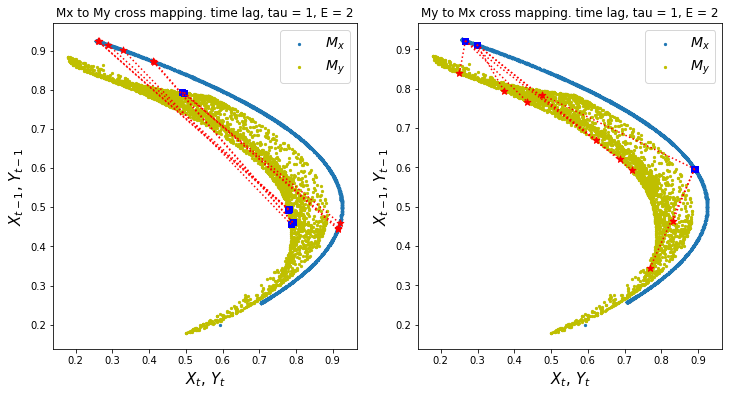 Mx to My cross mapping. time lag, tau = 1, E = 2
My to Mx cross mapping. time lag, tau = 1, E = 2
M_x
M_y
M_x
M_y
0.9
0.8
0.7
0.6
0.5
0.4
0.3
0.2
0.9
0.8
0.7
0.6
0.5
0.4
0.3
0.2
X_{t-1}, Y_{t-1}
X_{t-1}, Y_{t-1}
0.2 0.3 0.4 0.5 0.6 0.7 0.8 0.9
0.2 0.3 0.4 0.5 0.6 0.7 0.8 0.9
X_t, Y_t
X_t, Y_t